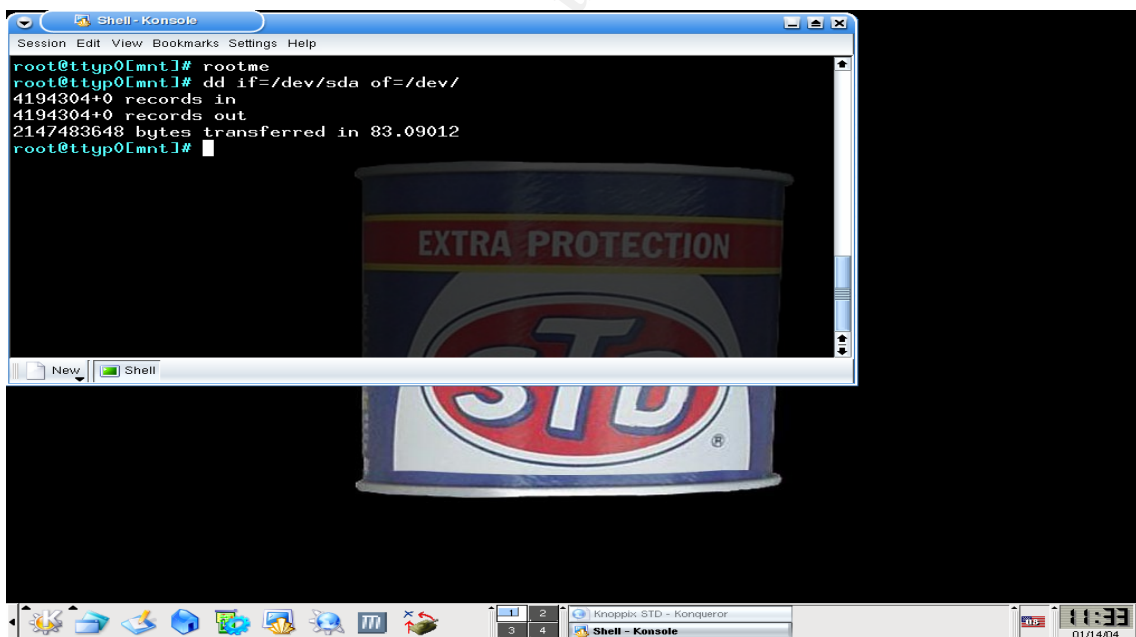 Shell - Konsole
Session Edit View Bookmarks Settings Help
root@ttyp0[mnt]# rootme
root@ttyp0[mnt]# dd if=/dev/sda of=/dev/
4194304+0 records in
4194304+0 records out
2147483648 bytes transferred in 83.09012
root@ttyp0[mnt]#
EXTRA PROTECTION
STD
®
New
Shell
1 2
3 4
Knoppix STD - Konqueror
Shell - Konsole
us
11:33
01/14/04